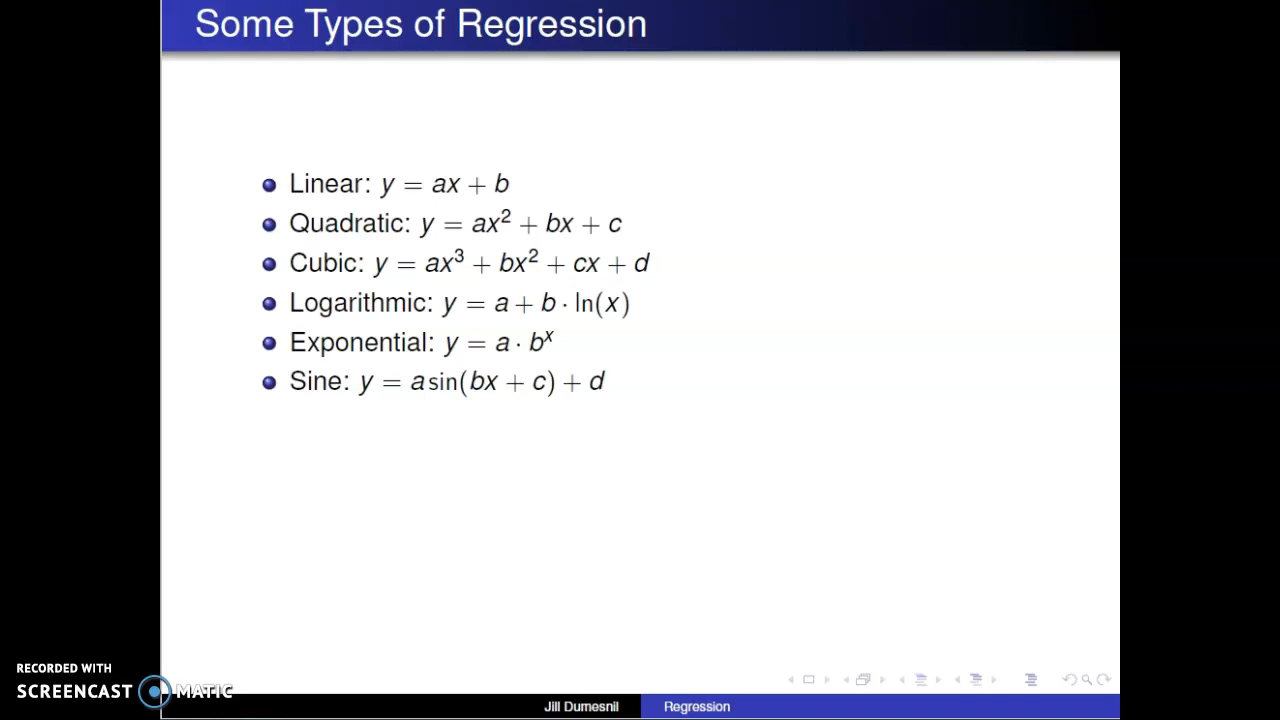 Some Types of Regression
Linear: y = ax + b
Quadratic: y = ax² + bx + c
Cubic: y = ax³ + bx² + cx + d
Logarithmic: y = a + b · ln(x)
Exponential: y = a · bˣ
Sine: y = a sin(bx + c) + d
RECORDED WITH
SCREENCAST MATIC
Jill Dumesnil Regression